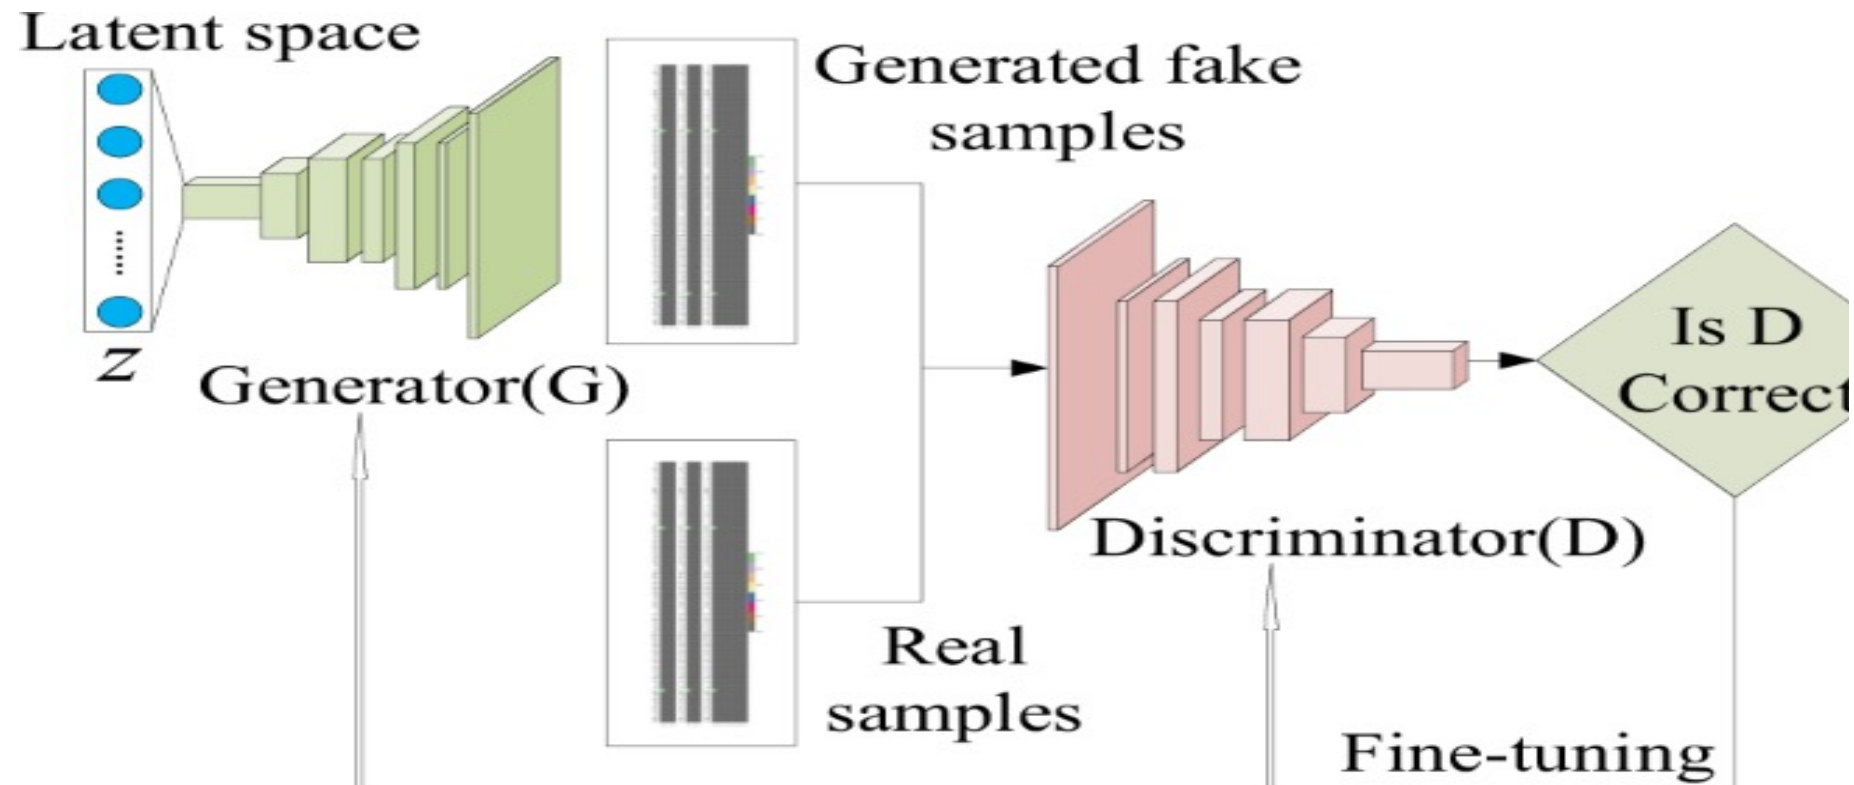 Latent space
Generated fake
samples
z
Generator(G)
Is D
Correct
Discriminator(D)
Real
samples
Fine-tuning